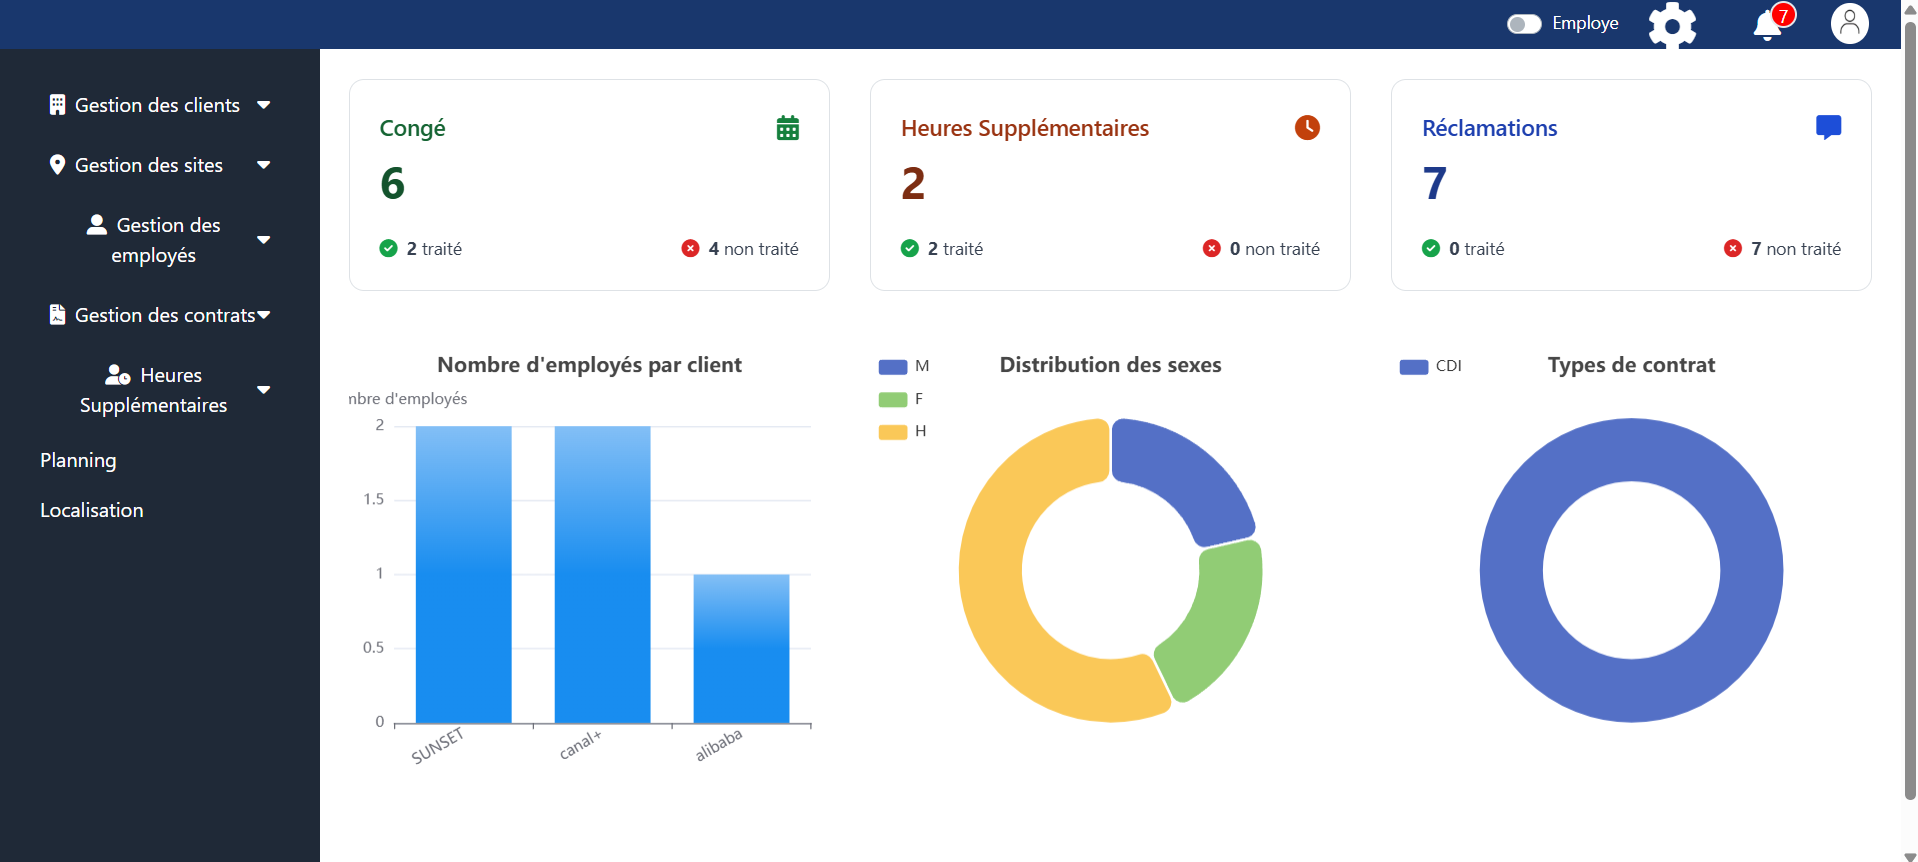 Employe
7
Gestion des clients
Gestion des sites
Gestion des
employés
Gestion des contrats
Heures
Supplémentaires
Planning
Localisation
Congé
6
2 traité
4 non traité
Heures Supplémentaires
2
2 traité
0 non traité
Réclamations
7
0 traité
7 non traité
Nombre d'employés par client
nbre d'employés
2
1.5
1
0.5
0
SUNSET
canal+
alibaba
Distribution des sexes
M
F
H
Types de contrat
CDI